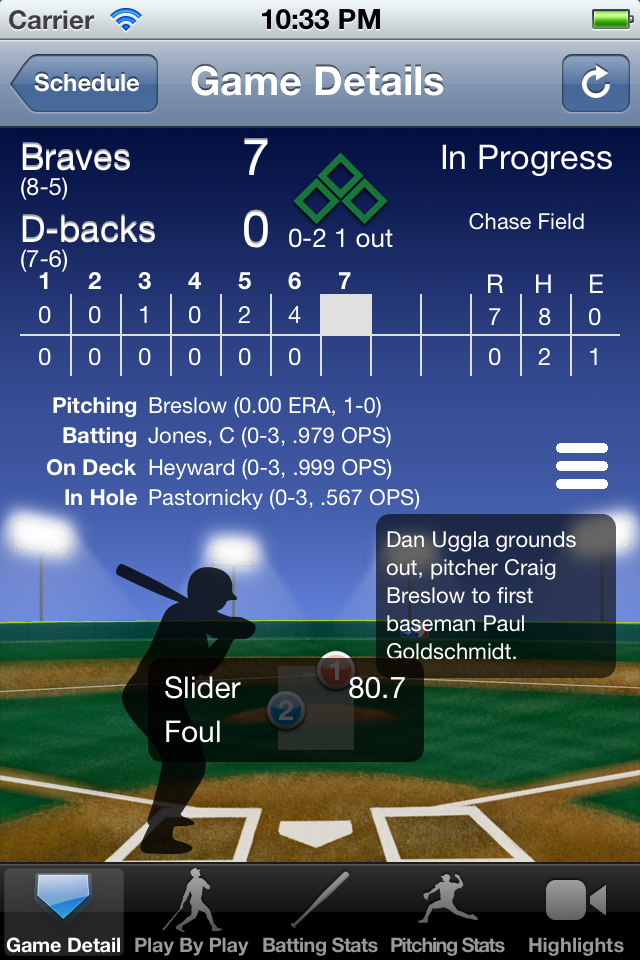 Carrier 10:33 PM
Schedule Game Details
Braves 7 In Progress
(8-5)
Chase Field
D-backs 0 0-2 1 out
(7-6)
1 2 3 4 5 6 7 R H E
0 0 1 0 2 4 7 8 0
0 0 0 0 0 0 0 2 1
Pitching Breslow (0.00 ERA, 1-0)
Batting Jones, C (0-3, .979 OPS)
On Deck Heyward (0-3, .999 OPS)
In Hole Pastornicky (0-3, .567 OPS)
Dan Uggla grounds
out, pitcher Craig
Breslow to first
baseman Paul
Goldschmidt.
1
Slider 80.7
2
Foul
Game Detail Play By Play Batting Stats Pitching Stats Highlights